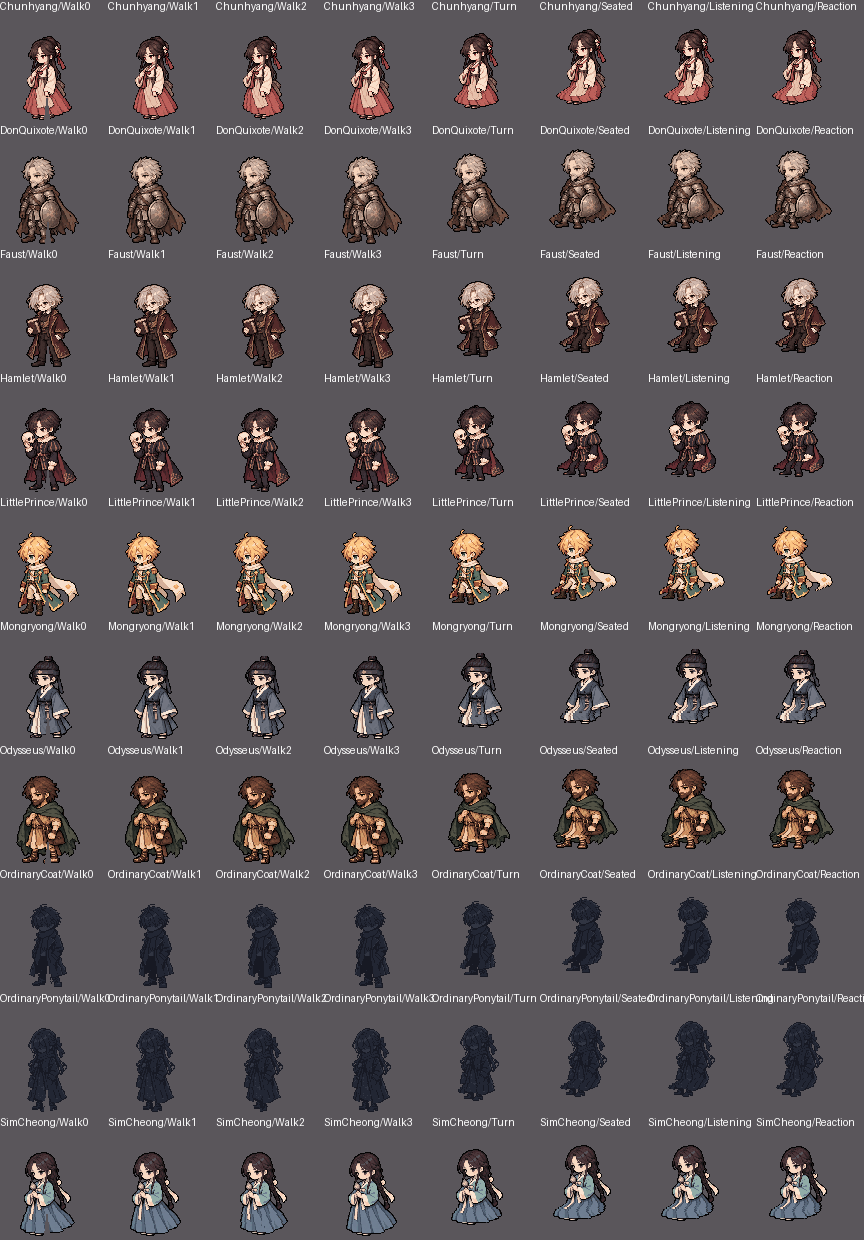 Chunhyang/Walk0 Chunhyang/Walk1 Chunhyang/Walk2 Chunhyang/Walk3 Chunhyang/Turn Chunhyang/Seated Chunhyang/Listening Chunhyang/Reaction
DonQuixote/Walk0 DonQuixote/Walk1 DonQuixote/Walk2 DonQuixote/Walk3 DonQuixote/Turn DonQuixote/Seated DonQuixote/Listening DonQuixote/Reaction
Faust/Walk0 Faust/Walk1 Faust/Walk2 Faust/Walk3 Faust/Turn Faust/Seated Faust/Listening Faust/Reaction
Hamlet/Walk0 Hamlet/Walk1 Hamlet/Walk2 Hamlet/Walk3 Hamlet/Turn Hamlet/Seated Hamlet/Listening Hamlet/Reaction
LittlePrince/Walk0 LittlePrince/Walk1 LittlePrince/Walk2 LittlePrince/Walk3 LittlePrince/Turn LittlePrince/Seated LittlePrince/Listening LittlePrince/Reaction
Mongryong/Walk0 Mongryong/Walk1 Mongryong/Walk2 Mongryong/Walk3 Mongryong/Turn Mongryong/Seated Mongryong/Listening Mongryong/Reaction
Odysseus/Walk0 Odysseus/Walk1 Odysseus/Walk2 Odysseus/Walk3 Odysseus/Turn Odysseus/Seated Odysseus/Listening Odysseus/Reaction
OrdinaryCoat/Walk0 OrdinaryCoat/Walk1 OrdinaryCoat/Walk2 OrdinaryCoat/Walk3 OrdinaryCoat/Turn OrdinaryCoat/Seated OrdinaryCoat/Listening OrdinaryCoat/Reaction
OrdinaryPonytail/Walk0 OrdinaryPonytail/Walk1 OrdinaryPonytail/Walk2 OrdinaryPonytail/Walk3 OrdinaryPonytail/Turn OrdinaryPonytail/Seated OrdinaryPonytail/Listening OrdinaryPonytail/Reacti
SimCheong/Walk0 SimCheong/Walk1 SimCheong/Walk2 SimCheong/Walk3 SimCheong/Turn SimCheong/Seated SimCheong/Listening SimCheong/Reaction